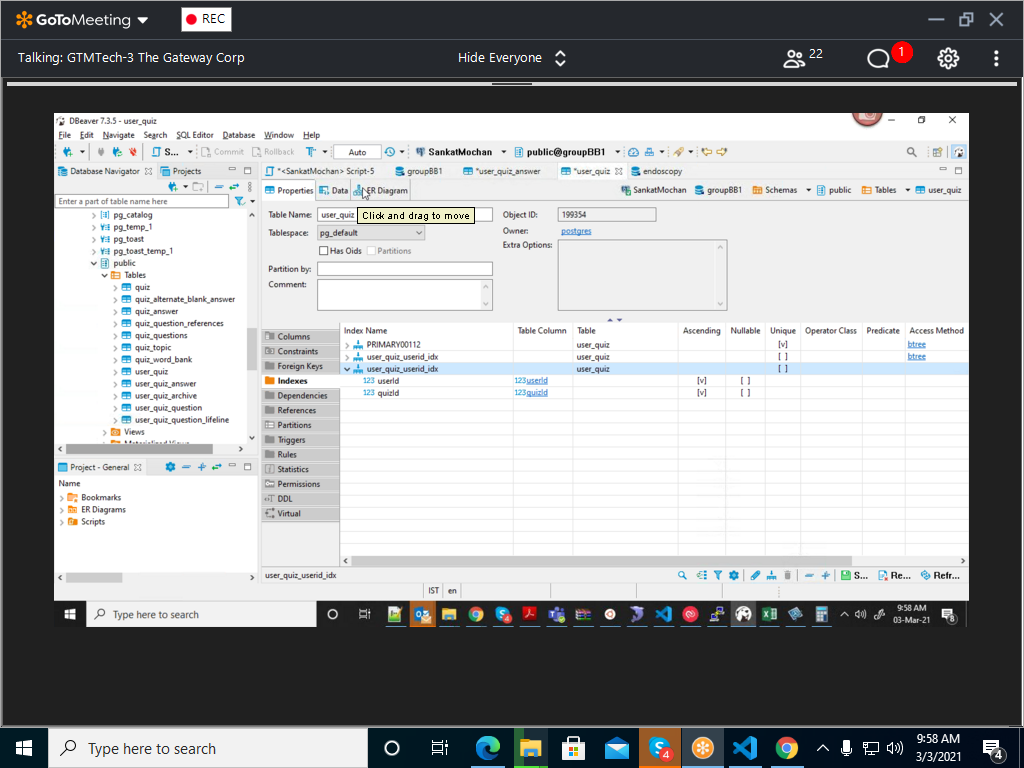 GoToMeeting
REC
Talking: GTMTech-3 The Gateway Corp
Hide Everyone
22
1
DBeaver 7.3.5 - user_quiz
File Edit Navigate Search SQL Editor Database Window Help
S... Commit Rollback T Auto SankatMochan public@groupBB1
Database Navigator Projects
*<SankatMochan> Script-5 groupBB1 *user_quiz_answer *user_quiz endoscopy
Properties Data ER Diagram
SankatMochan groupBB1 Schemas public Tables user_quiz
Enter a part of table name here
pg_catalog
pg_temp_1
pg_toast
pg_toast_temp_1
public
Tables
quiz
quiz_alternate_blank_answer
quiz_answer
quiz_question_references
quiz_questions
quiz_topic
quiz_word_bank
user_quiz
user_quiz_answer
user_quiz_archive
user_quiz_question
user_quiz_question_lifeline
Views
Materialized Views
Project - General
Name
Bookmarks
ER Diagrams
Scripts
Table Name: user_quiz
Click and drag to move
Tablespace: pg_default
Has Oids Partitions
Partition by:
Comment:
Object ID: 199354
Owner: postgres
Extra Options:
Columns
Constraints
Foreign Keys
Indexes
Dependencies
References
Partitions
Triggers
Rules
Statistics
Permissions
DDL
Virtual
Index Name Table Column Table Ascending Nullable Unique Operator Class Predicate Access Method
PRIMARY00112 user_quiz [v] btree
user_quiz_userid_idx user_quiz [ ] btree
user_quiz_userid_idx user_quiz [ ]
123 userId 123 userId [v] [ ]
123 quizId 123 quizId [v] [ ]
user_quiz_userid_idx
S... Re... Refr...
IST en
Type here to search
4
9:58 AM
03-Mar-21
8
Type here to search
4
9:58 AM
3/3/2021
4